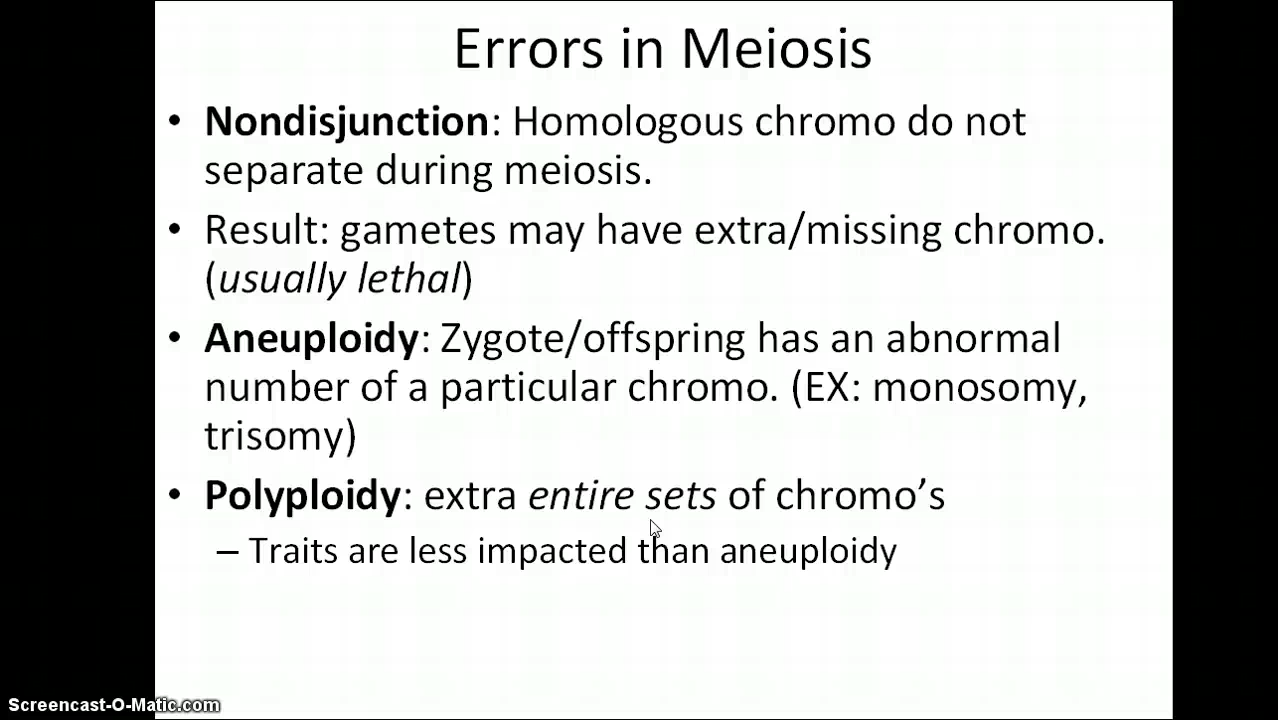 Errors in Meiosis
• Nondisjunction: Homologous chromo do not
separate during meiosis.
• Result: gametes may have extra/missing chromo.
(usually lethal)
• Aneuploidy: Zygote/offspring has an abnormal
number of a particular chromo. (EX: monosomy,
trisomy)
• Polyploidy: extra entire sets of chromo’s
– Traits are less impacted than aneuploidy
Screencast-O-Matic.com